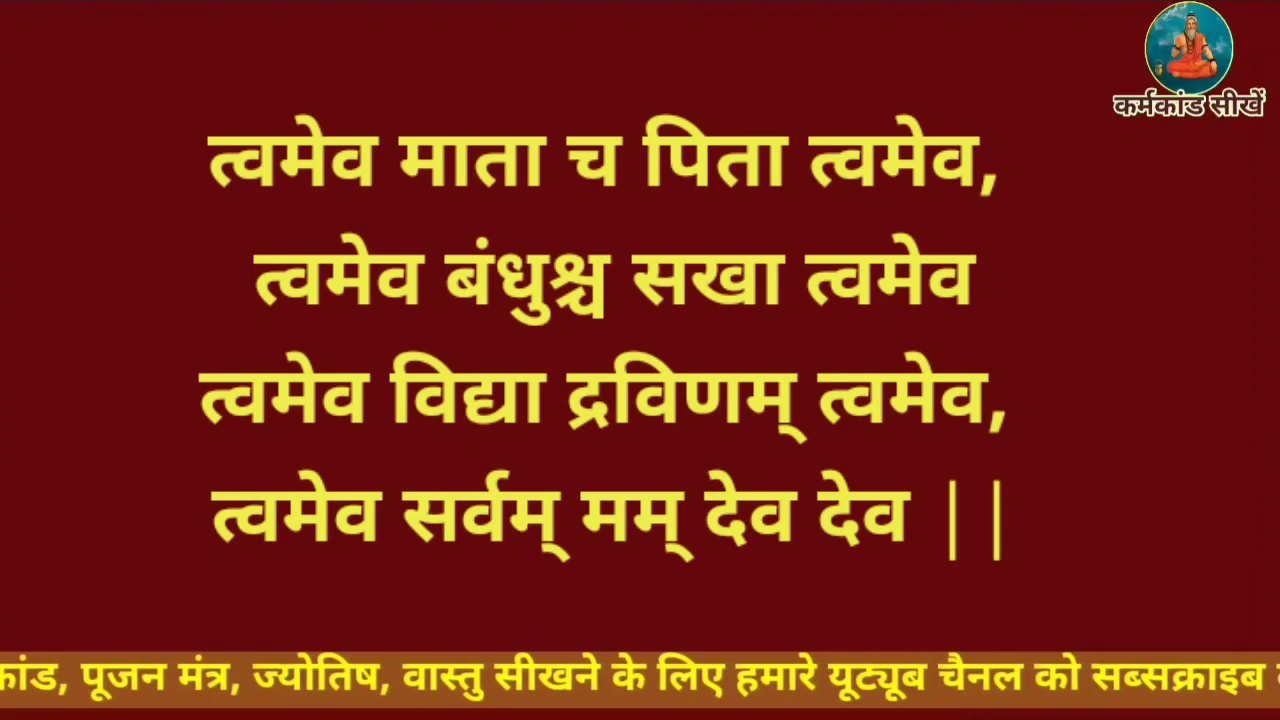 कर्मकांड सीखें
त्वमेव माता च पिता त्वमेव,
त्वमेव बंधुश्च सखा त्वमेव
त्वमेव विद्या द्रविणम् त्वमेव,
त्वमेव सर्वम् मम् देव देव ||
कांड, पूजन मंत्र, ज्योतिष, वास्तु सीखने के लिए हमारे यूट्यूब चैनल को सब्सक्राइब